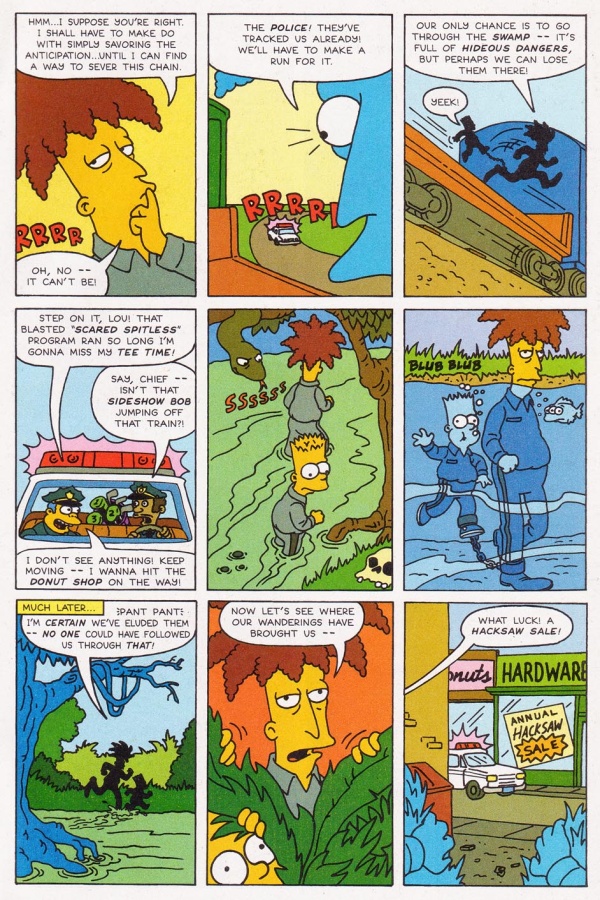 HMM...I SUPPOSE YOU'RE RIGHT.
I SHALL HAVE TO MAKE DO
WITH SIMPLY SAVORING THE
ANTICIPATION...UNTIL I CAN FIND
A WAY TO SEVER THIS CHAIN.
RRRR
OH, NO --
IT CAN'T BE!
THE POLICE! THEY'VE
TRACKED US ALREADY!
WE'LL HAVE TO MAKE A
RUN FOR IT.
RRRR
OUR ONLY CHANCE IS TO GO
THROUGH THE SWAMP -- IT'S
FULL OF HIDEOUS DANGERS,
BUT PERHAPS WE CAN LOSE
THEM THERE!
YEEK!
STEP ON IT, LOU! THAT
BLASTED "SCARED SPITLESS"
PROGRAM RAN SO LONG I'M
GONNA MISS MY TEE TIME!
SAY, CHIEF --
ISN'T THAT
SIDESHOW BOB
JUMPING OFF
THAT TRAIN?!
3
2
I DON'T SEE ANYTHING! KEEP
MOVING -- I WANNA HIT THE
DONUT SHOP ON THE WAY!
SSSSSS
BLUB BLUB
MUCH LATER...
:PANT PANT:
I'M CERTAIN WE'VE ELUDED THEM
-- NO ONE COULD HAVE FOLLOWED
US THROUGH THAT!
NOW LET'S SEE WHERE
OUR WANDERINGS HAVE
BROUGHT US --
WHAT LUCK! A
HACKSAW SALE!
onuts
HARDWARE
ANNUAL
HACKSAW
SALE